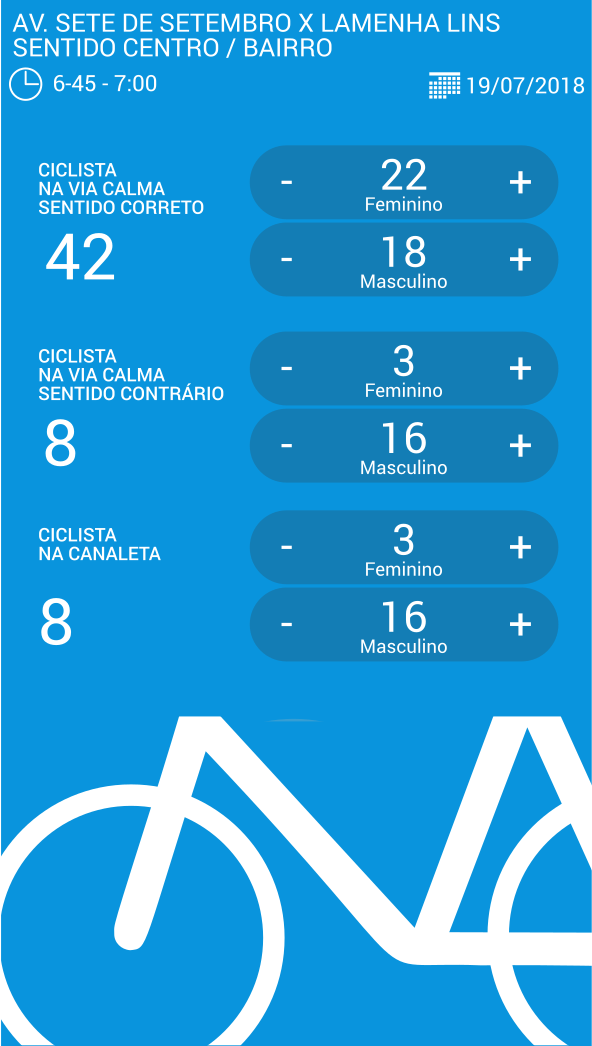 AV. SETE DE SETEMBRO X LAMENHA LINS
SENTIDO CENTRO / BAIRRO
6-45 - 7:00
19/07/2018
CICLISTA
NA VIA CALMA
SENTIDO CORRETO
42
- 22 +
Feminino
- 18 +
Masculino
CICLISTA
NA VIA CALMA
SENTIDO CONTRÁRIO
8
- 3 +
Feminino
- 16 +
Masculino
CICLISTA
NA CANALETA
8
- 3 +
Feminino
- 16 +
Masculino